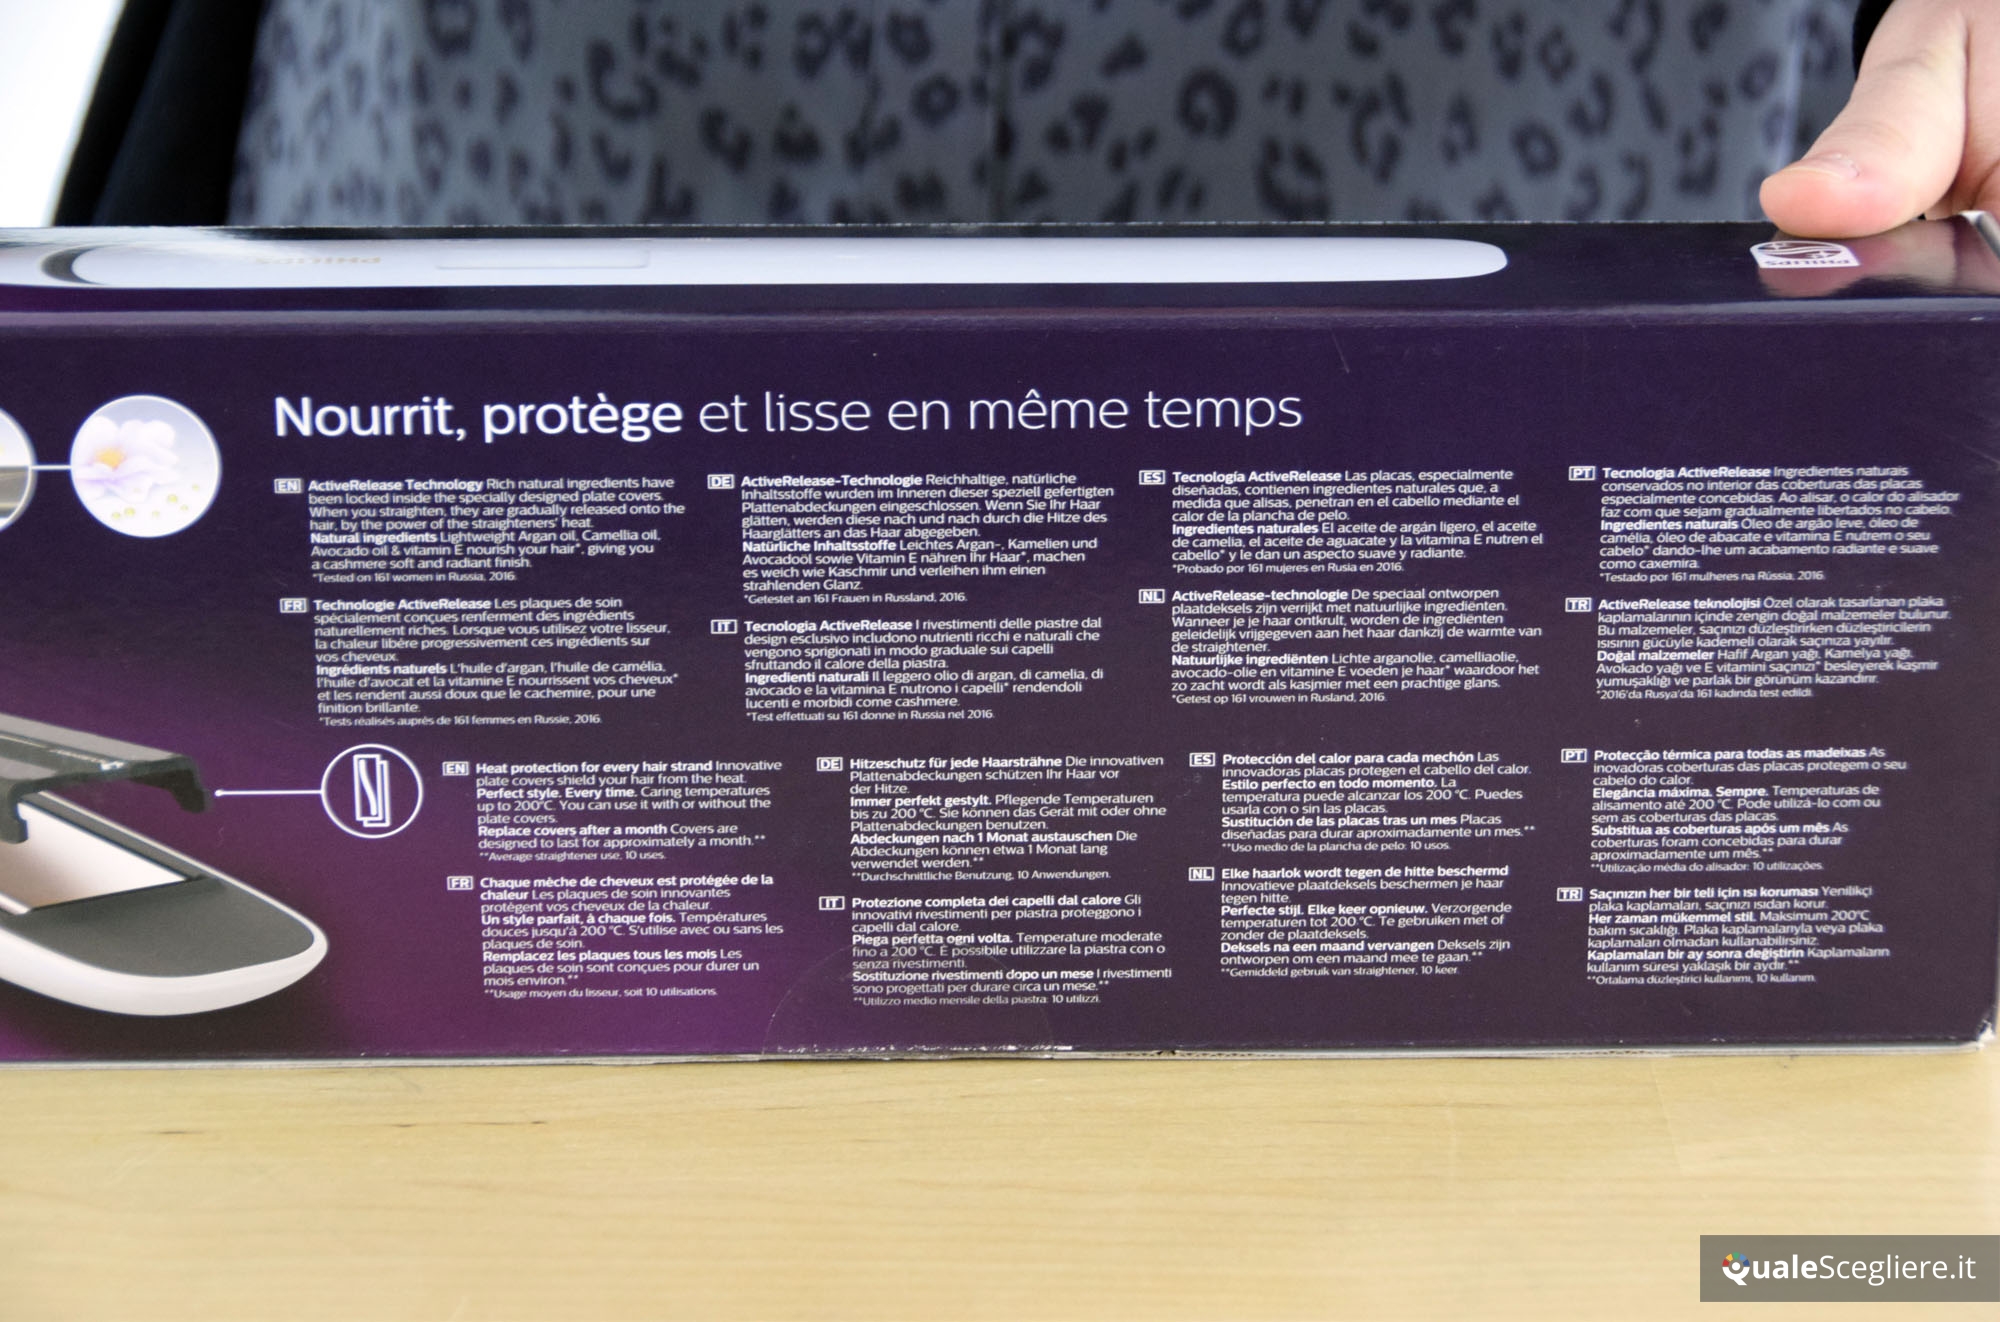 PHILIPS
PHILIPS
Nourrit, protège et lisse en même temps
EN ActiveRelease Technology Rich natural ingredients have
been locked inside the specially designed plate covers.
When you straighten, they are gradually released onto the
hair, by the power of the straighteners' heat.
Natural ingredients Lightweight Argan oil, Camellia oil,
Avocado oil & vitamin E nourish your hair*, giving you
a cashmere soft and radiant finish.
*Tested on 161 women in Russia, 2016.
FR Technologie ActiveRelease Les plaques de soin
spécialement conçues renferment des ingrédients
naturellement riches. Lorsque vous utilisez votre lisseur,
la chaleur libère progressivement ces ingrédients sur
vos cheveux.
Ingrédients naturels L'huile d'argan, l'huile de camélia,
l'huile d'avocat et la vitamine E nourrissent vos cheveux*
et les rendent aussi doux que le cachemire, pour une
finition brillante.
*Tests réalisés auprès de 161 femmes en Russie, 2016.
DE ActiveRelease-Technologie Reichhaltige, natürliche
Inhaltsstoffe wurden im Inneren dieser speziell gefertigten
Plattenabdeckungen eingeschlossen. Wenn Sie Ihr Haar
glätten, werden diese nach und nach durch die Hitze des
Haarglätters an das Haar abgegeben.
Natürliche Inhaltsstoffe Leichtes Argan-, Kamelien und
Avocadoöl sowie Vitamin E nähren Ihr Haar*, machen
es weich wie Kaschmir und verleihen ihm einen
strahlenden Glanz.
*Getestet an 161 Frauen in Russland, 2016.
IT Tecnologia ActiveRelease I rivestimenti delle piastre dal
design esclusivo includono nutrienti ricchi e naturali che
vengono sprigionati in modo graduale sui capelli
sfruttando il calore della piastra.
Ingredienti naturali Il leggero olio di argan, di camelia, di
avocado e la vitamina E nutrono i capelli* rendendoli
lucenti e morbidi come cashmere.
*Test effettuati su 161 donne in Russia nel 2016.
ES Tecnología ActiveRelease Las placas, especialmente
diseñadas, contienen ingredientes naturales que, a
medida que alisas, penetran en el cabello mediante el
calor de la plancha de pelo.
Ingredientes naturales El aceite de argán ligero, el aceite
de camelia, el aceite de aguacate y la vitamina E nutren el
cabello* y le dan un aspecto suave y radiante.
*Probado por 161 mujeres en Rusia en 2016.
NL ActiveRelease-technologie De speciaal ontworpen
plaatdeksels zijn verrijkt met natuurlijke ingrediënten.
Wanneer je je haar ontkrult, worden de ingrediënten
geleidelijk vrijgegeven aan het haar dankzij de warmte van
de straightener.
Natuurlijke ingrediënten Lichte arganolie, camelliaolie,
avocado-olie en vitamine E voeden je haar* waardoor het
zo zacht wordt als kasjmier met een prachtige glans.
*Getest op 161 vrouwen in Rusland, 2016.
PT Tecnologia ActiveRelease Ingredientes naturais
conservados no interior das coberturas das placas
especialmente concebidas. Ao alisar, o calor do alisador
faz com que sejam gradualmente libertados no cabelo.
Ingredientes naturais Óleo de argão leve, óleo de
camélia, óleo de abacate e vitamina E nutrem o seu
cabelo* dando-lhe um acabamento radiante e suave
como caxemira.
*Testado por 161 mulheres na Rússia, 2016.
TR ActiveRelease teknolojisi Özel olarak tasarlanan plaka
kaplamalarının içinde zengin doğal malzemeler bulunur.
Bu malzemeler, saçınızı düzleştirirken düzleştiricilerin
ısısının gücüyle kademeli olarak saçınıza yayılır.
Doğal malzemeler Hafif Argan yağı, Kamelya yağı,
Avokado yağı ve E vitamini saçınızı* besleyerek kaşmir
yumuşaklığı ve parlak bir görünüm kazandırır.
*2016'da Rusya'da 161 kadında test edildi.
EN Heat protection for every hair strand Innovative
plate covers shield your hair from the heat.
Perfect style. Every time. Caring temperatures
up to 200°C. You can use it with or without the
plate covers.
Replace covers after a month Covers are
designed to last for approximately a month.**
**Average straightener use, 10 uses.
FR Chaque mèche de cheveux est protégée de la
chaleur Les plaques de soin innovantes
protègent vos cheveux de la chaleur.
Un style parfait, à chaque fois. Températures
douces jusqu'à 200 °C. S'utilise avec ou sans les
plaques de soin.
Remplacez les plaques tous les mois Les
plaques de soin sont conçues pour durer un
mois environ.**
**Usage moyen du lisseur, soit 10 utilisations.
DE Hitzeschutz für jede Haarsträhne Die innovativen
Plattenabdeckungen schützen Ihr Haar vor
der Hitze.
Immer perfekt gestylt. Pflegende Temperaturen
bis zu 200 °C. Sie können das Gerät mit oder ohne
Plattenabdeckungen benutzen.
Abdeckungen nach 1 Monat austauschen Die
Abdeckungen können etwa 1 Monat lang
verwendet werden.**
**Durchschnittliche Benutzung, 10 Anwendungen.
IT Protezione completa dei capelli dal calore Gli
innovativi rivestimenti per piastra proteggono i
capelli dal calore.
Piega perfetta ogni volta. Temperature moderate
fino a 200 °C. È possibile utilizzare la piastra con o
senza rivestimenti.
Sostituzione rivestimenti dopo un mese I rivestimenti
sono progettati per durare circa un mese.**
**Utilizzo medio mensile della piastra: 10 utilizzi.
ES Protección del calor para cada mechón Las
innovadoras placas protegen el cabello del calor.
Estilo perfecto en todo momento. La
temperatura puede alcanzar los 200 °C. Puedes
usarla con o sin las placas.
Sustitución de las placas tras un mes Placas
diseñadas para durar aproximadamente un mes.**
**Uso medio de la plancha de pelo: 10 usos.
NL Elke haarlok wordt tegen de hitte beschermd
Innovatieve plaatdeksels beschermen je haar
tegen hitte.
Perfecte stijl. Elke keer opnieuw. Verzorgende
temperaturen tot 200 °C. Te gebruiken met of
zonder de plaatdeksels.
Deksels na een maand vervangen Deksels zijn
ontworpen om een maand mee te gaan.**
**Gemiddeld gebruik van straightener, 10 keer.
PT Protecção térmica para todas as madeixas As
inovadoras coberturas das placas protegem o seu
cabelo do calor.
Elegância máxima. Sempre. Temperaturas de
alisamento até 200 °C. Pode utilizá-lo com ou
sem as coberturas das placas.
Substitua as coberturas após um mês As
coberturas foram concebidas para durar
aproximadamente um mês.**
**Utilização média do alisador: 10 utilizações.
TR Saçınızın her bir teli için ısı koruması Yenilikçi
plaka kaplamaları, saçınızı ısıdan korur.
Her zaman mükemmel stil. Maksimum 200°C
bakım sıcaklığı. Plaka kaplamalarıyla veya plaka
kaplamaları olmadan kullanabilirsiniz.
Kaplamaları bir ay sonra değiştirin Kaplamaların
kullanım süresi yaklaşık bir aydır.**
**Ortalama düzleştirici kullanımı, 10 kullanım.
QualeScegliere.it